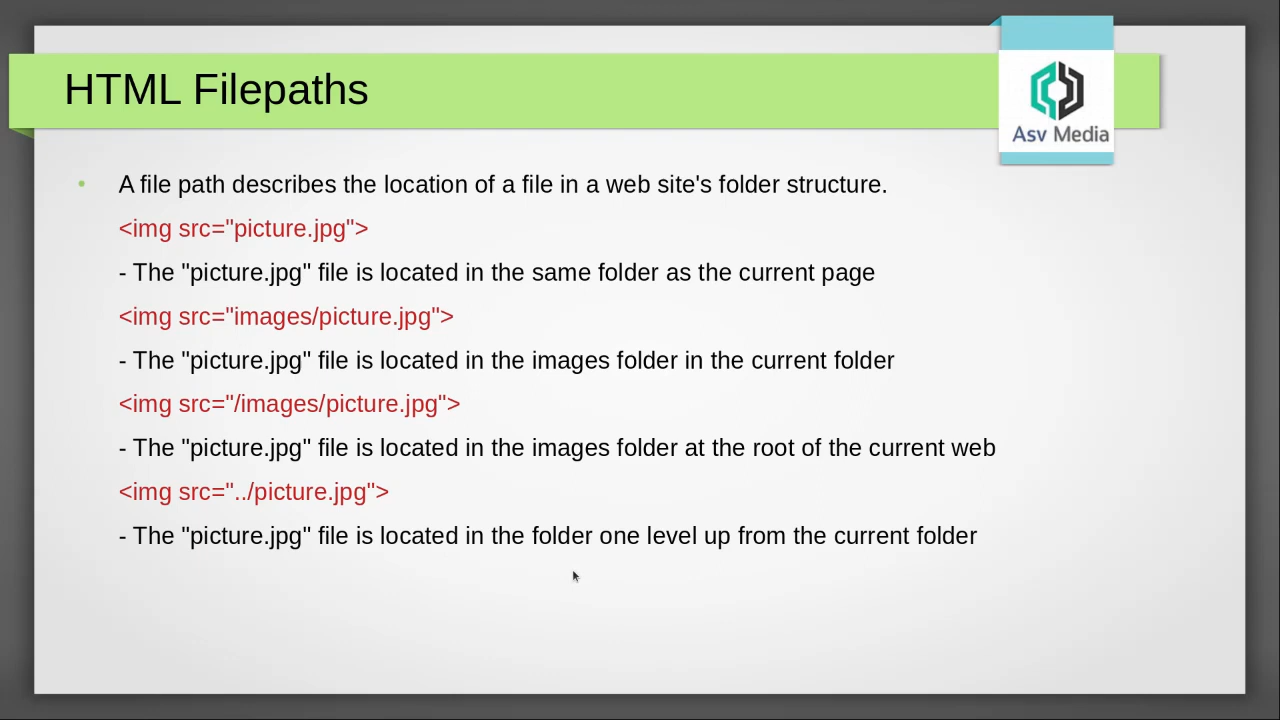 HTML Filepaths
Asv Media
• A file path describes the location of a file in a web site's folder structure.
<img src="picture.jpg">
- The "picture.jpg" file is located in the same folder as the current page
<img src="images/picture.jpg">
- The "picture.jpg" file is located in the images folder in the current folder
<img src="/images/picture.jpg">
- The "picture.jpg" file is located in the images folder at the root of the current web
<img src="../picture.jpg">
- The "picture.jpg" file is located in the folder one level up from the current folder